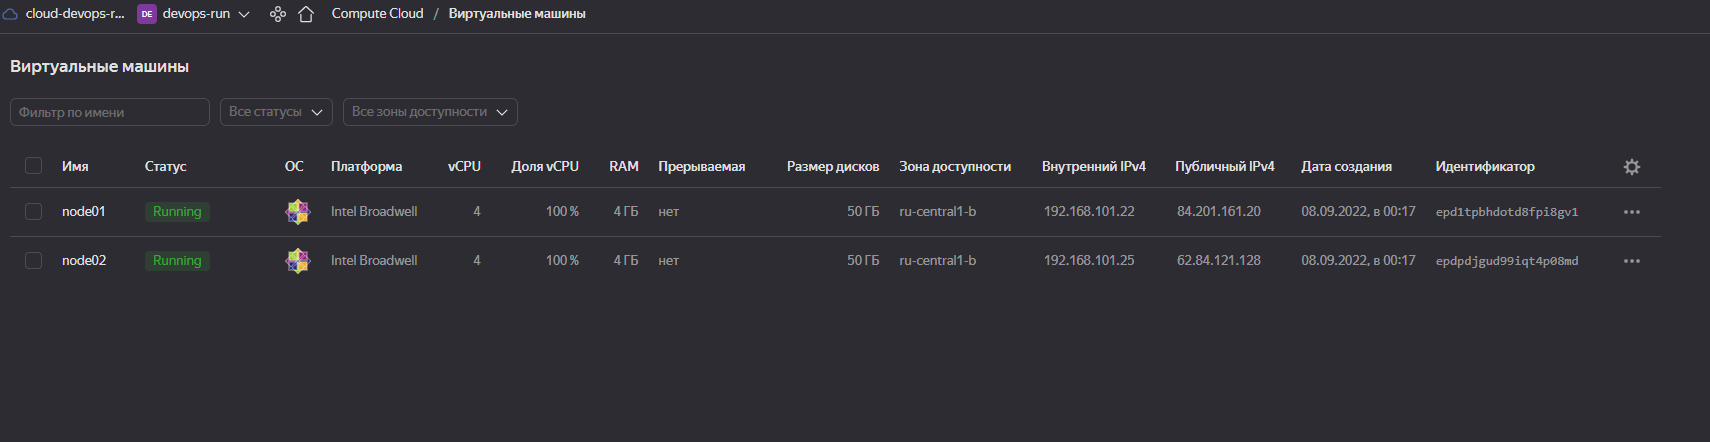 cloud-devops-r... DE devops-run Compute Cloud / Виртуальные машины
Виртуальные машины
Фильтр по имени Все статусы Все зоны доступности
Имя Статус ОС Платформа vCPU Доля vCPU RAM Прерываемая Размер дисков Зона доступности Внутренний IPv4 Публичный IPv4 Дата создания Идентификатор
node01 Running Intel Broadwell 4 100 % 4 ГБ нет 50 ГБ ru-central1-b 192.168.101.22 84.201.161.20 08.09.2022, в 00:17 epd1tpbhdotd8fpi8gv1
node02 Running Intel Broadwell 4 100 % 4 ГБ нет 50 ГБ ru-central1-b 192.168.101.25 62.84.121.128 08.09.2022, в 00:17 epdpdjgud99iqt4p08md